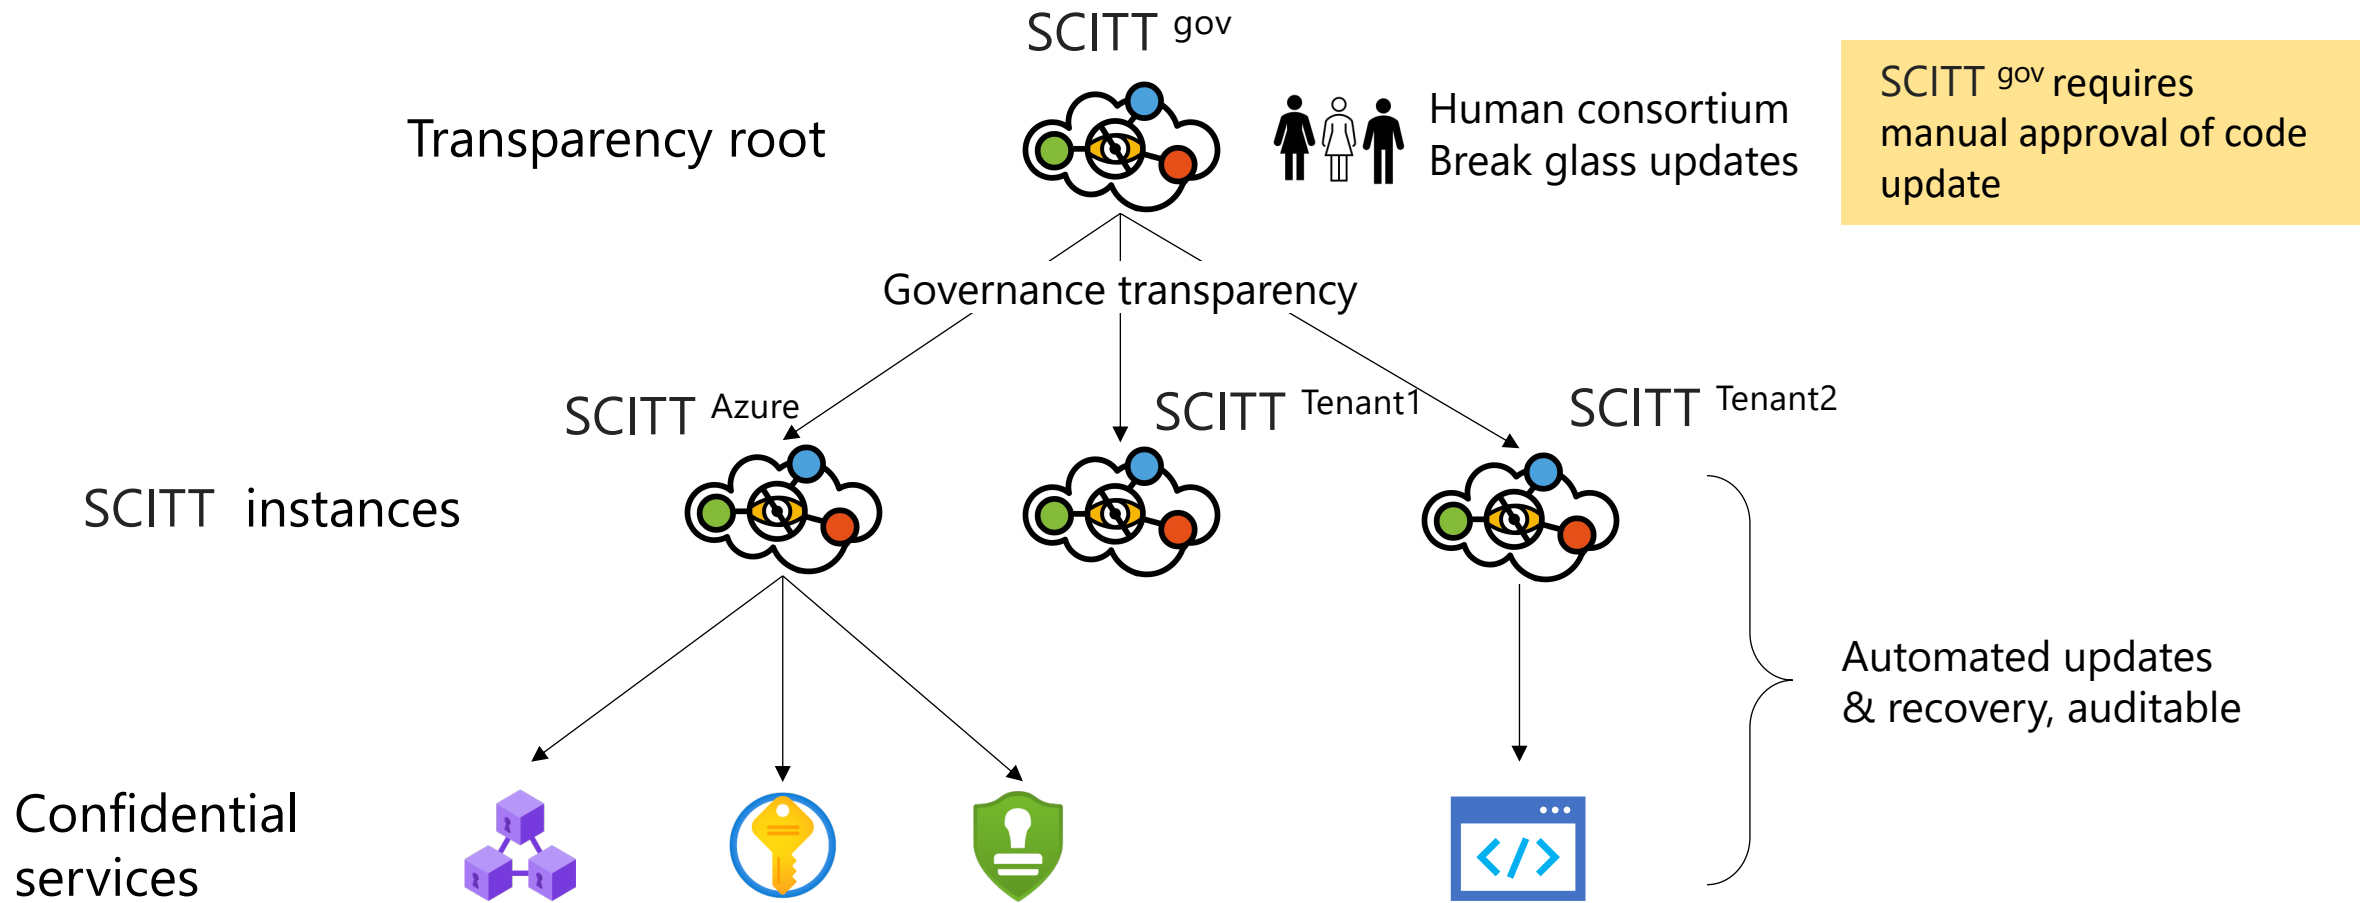 SCITT gov
Transparency root
Human consortium
Break glass updates
SCITT gov requires
manual approval of code
update
Governance transparency
SCITT Azure
SCITT Tenant1
SCITT Tenant2
SCITT instances
Automated updates
& recovery, auditable
Confidential
services